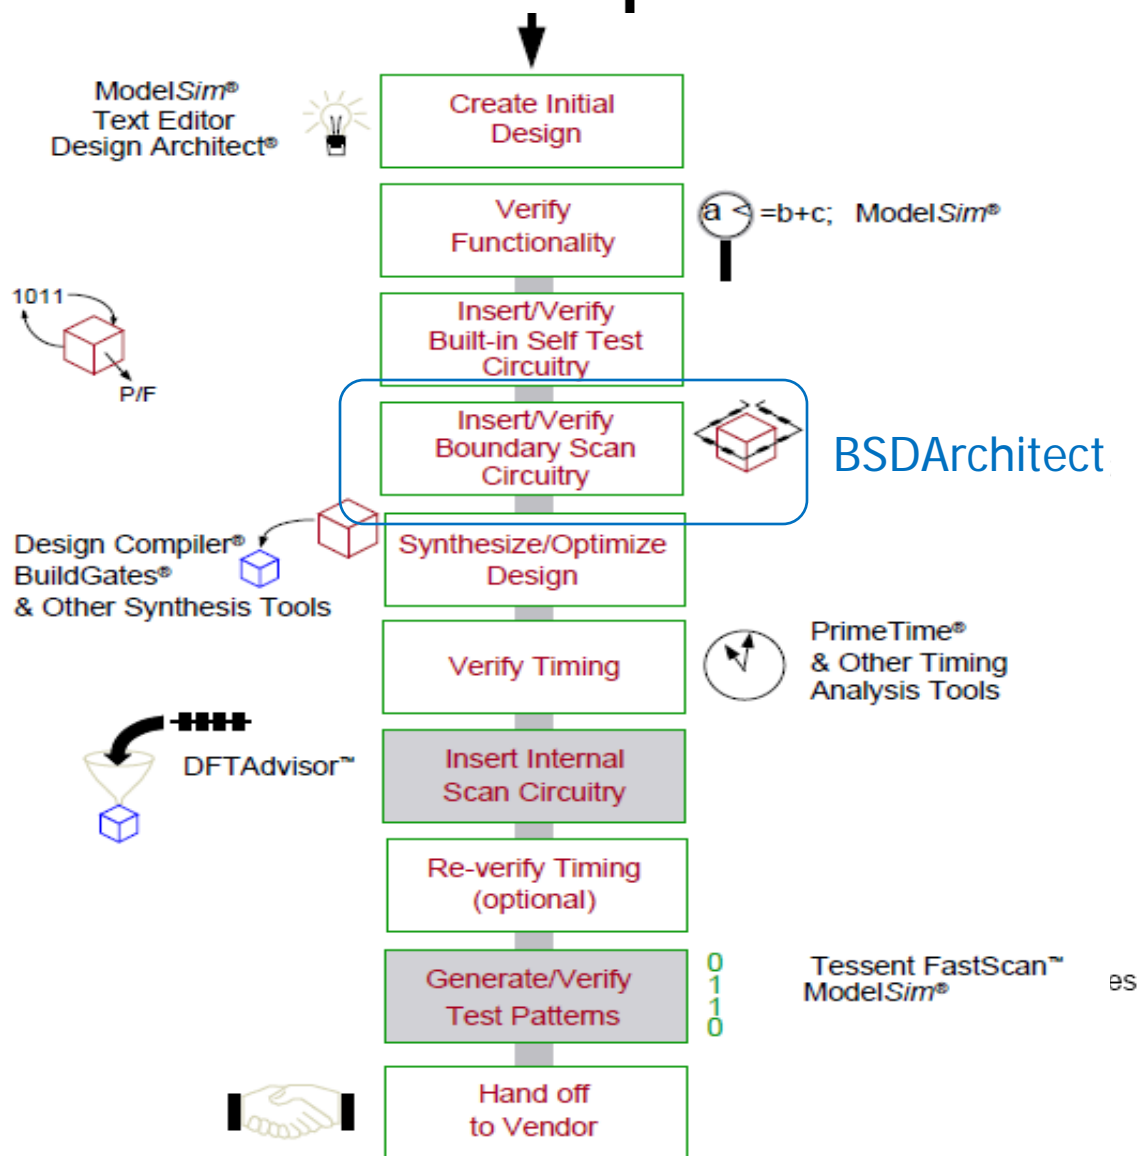 ModelSim®
Text Editor
Design Architect®
Create Initial
Design
Verify
Functionality
a < =b+c; ModelSim®
1011
P/F
Insert/Verify
Built-in Self Test
Circuitry
Insert/Verify
Boundary Scan
Circuitry
BSDArchitect
Design Compiler®
BuildGates®
& Other Synthesis Tools
Synthesize/Optimize
Design
Verify Timing
PrimeTime®
& Other Timing
Analysis Tools
DFTAdvisor™
Insert Internal
Scan Circuitry
Re-verify Timing
(optional)
Generate/Verify
Test Patterns
0
1
1
0
Tessent FastScan™
ModelSim®
es
Hand off
to Vendor